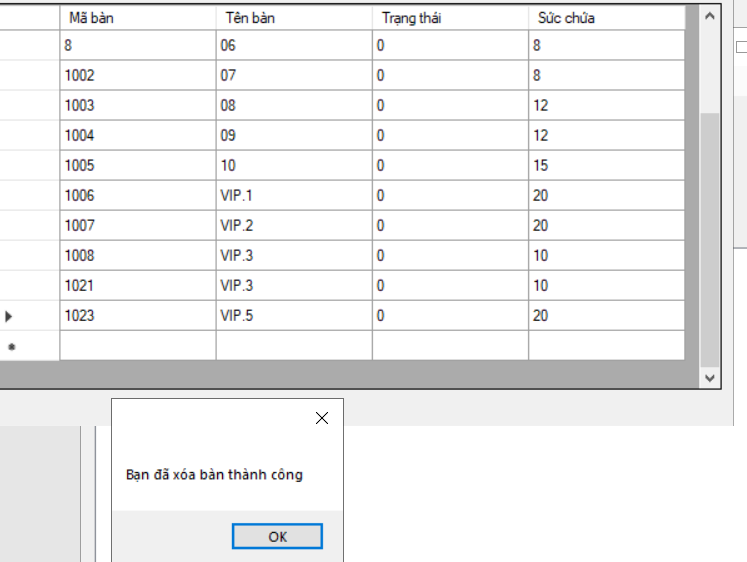 Mã bàn Tên bàn Trạng thái Sức chứa
8 06 0 8
1002 07 0 8
1003 08 0 12
1004 09 0 12
1005 10 0 15
1006 VIP.1 0 20
1007 VIP.2 0 20
1008 VIP.3 0 10
1021 VIP.3 0 10
1023 VIP.5 0 20
Bạn đã xóa bàn thành công
OK